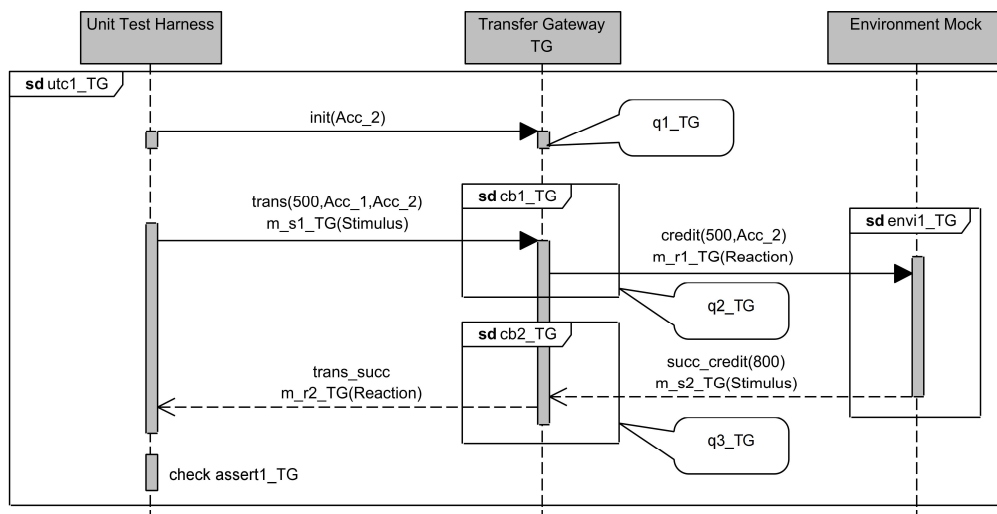 Unit Test Harness
Transfer Gateway
TG
Environment Mock
sd utc1_TG
init(Acc_2)
q1_TG
trans(500,Acc_1,Acc_2)
m_s1_TG(Stimulus)
sd cb1_TG
credit(500,Acc_2)
m_r1_TG(Reaction)
sd envi1_TG
q2_TG
sd cb2_TG
trans_succ
m_r2_TG(Reaction)
succ_credit(800)
m_s2_TG(Stimulus)
q3_TG
check assert1_TG